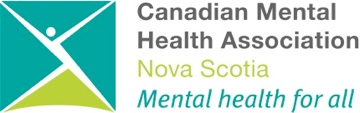 Canadian Mental
Health Association
Nova Scotia
Mental health for all